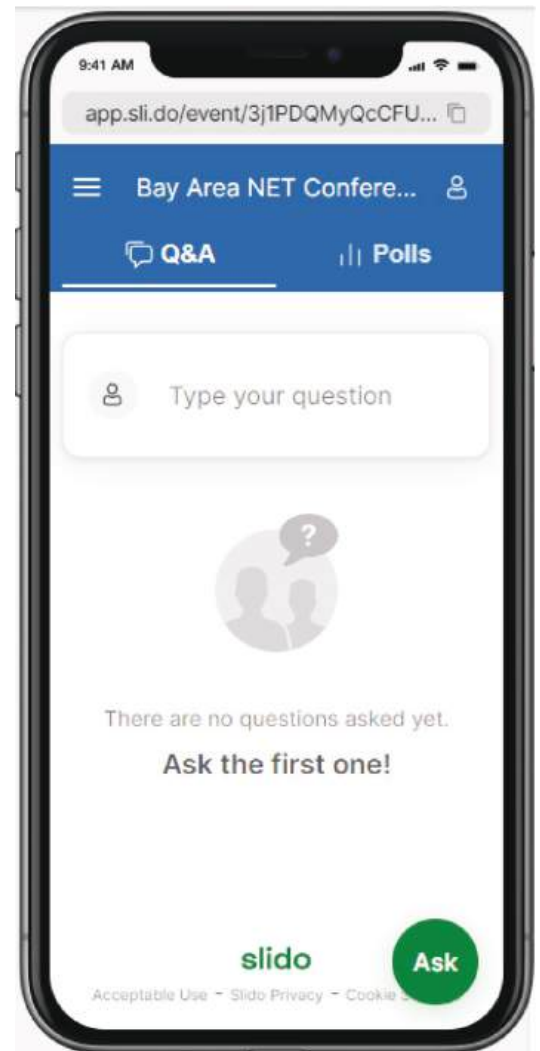 9:41 AM
app.sli.do/event/3j1PDQMyQcCFU...
Bay Area NET Confere...
Q&A
Polls
Type your question
?
There are no questions asked yet.
Ask the first one!
slido
Ask
Acceptable Use - Slido Privacy - Cookie